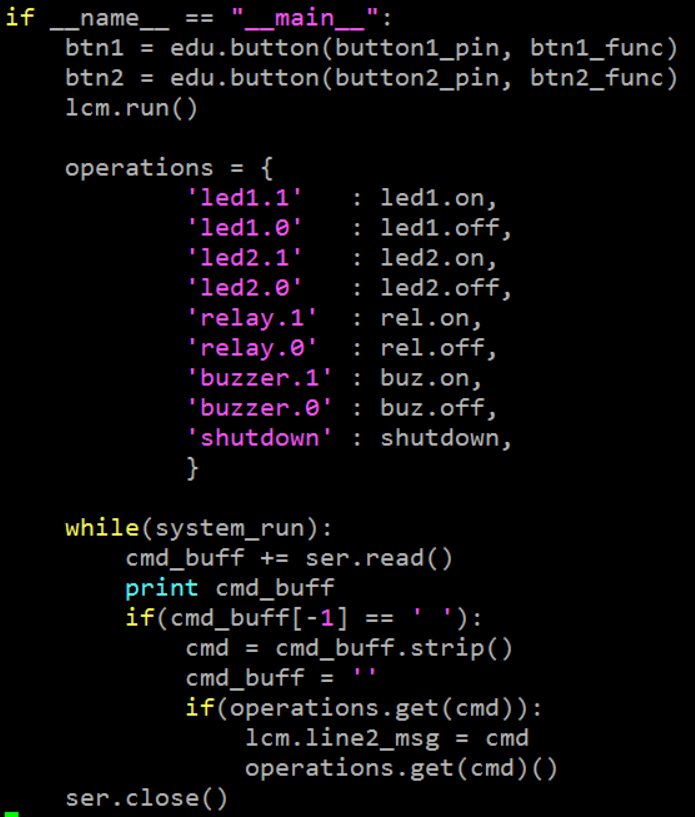 if __name__ == "__main__":
    btn1 = edu.button(button1_pin, btn1_func)
    btn2 = edu.button(button2_pin, btn2_func)
    lcm.run()

    operations = {
            'led1.1'   : led1.on,
            'led1.0'   : led1.off,
            'led2.1'   : led2.on,
            'led2.0'   : led2.off,
            'relay.1'  : rel.on,
            'relay.0'  : rel.off,
            'buzzer.1' : buz.on,
            'buzzer.0' : buz.off,
            'shutdown' : shutdown,
            }

    while(system_run):
        cmd_buff += ser.read()
        print cmd_buff
        if(cmd_buff[-1] == ' '):
            cmd = cmd_buff.strip()
            cmd_buff = ''
            if(operations.get(cmd)):
                lcm.line2_msg = cmd
                operations.get(cmd)()
    ser.close()